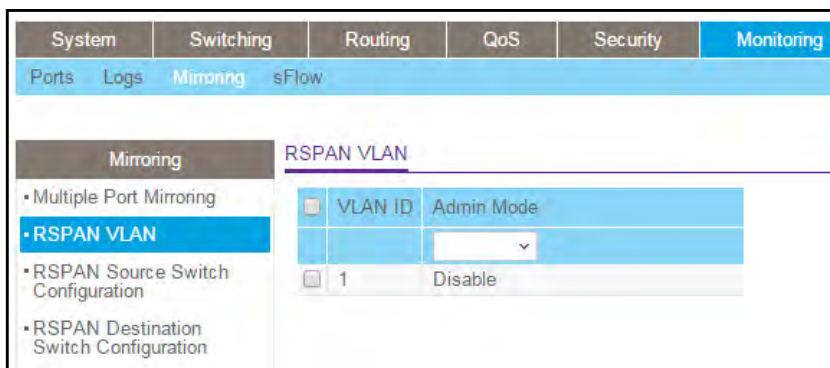 System Switching Routing QoS Security Monitoring
Ports Logs Mirroring sFlow
Mirroring
• Multiple Port Mirroring
• RSPAN VLAN
• RSPAN Source Switch
Configuration
• RSPAN Destination
Switch Configuration
RSPAN VLAN
VLAN ID Admin Mode
1 Disable